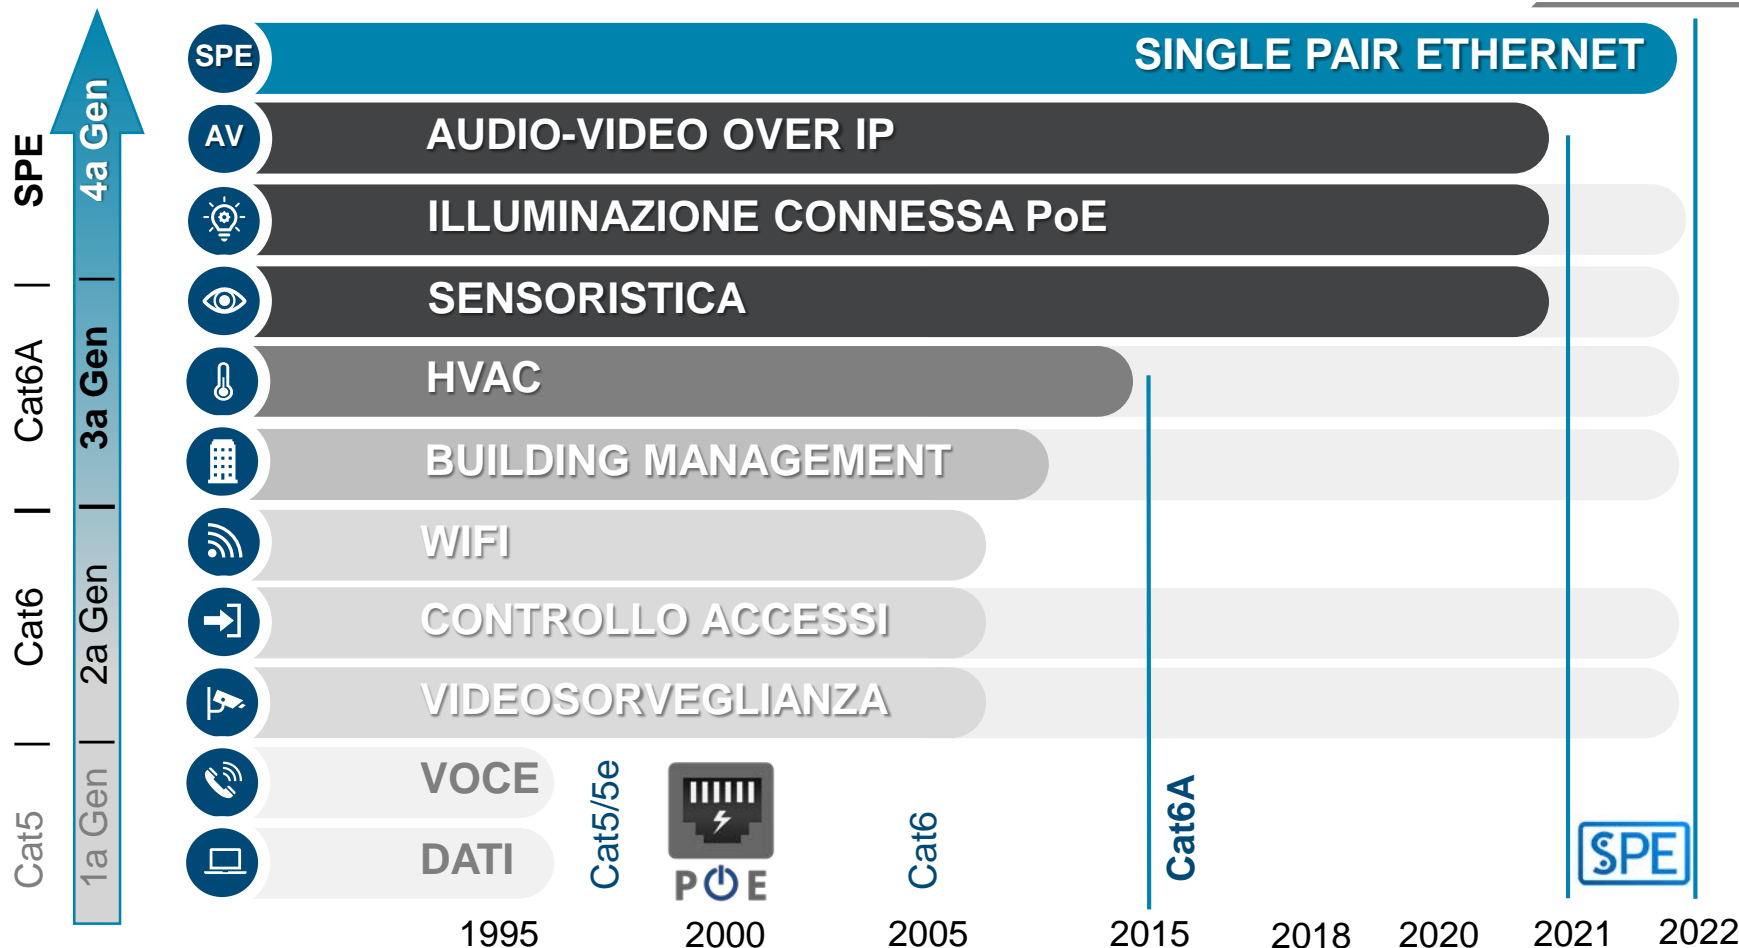 SPE
SINGLE PAIR ETHERNET
AV
AUDIO-VIDEO OVER IP
ILLUMINAZIONE CONNESSA PoE
SENSORISTICA
HVAC
BUILDING MANAGEMENT
WIFI
CONTROLLO ACCESSI
VIDEOSORVEGLIANZA
VOCE
DATI
Cat5 | Cat6 | Cat6A | SPE
1a Gen | 2a Gen | 3a Gen | 4a Gen
Cat5/5e
POE
Cat6
Cat6A
SPE
1995 2000 2005 2015 2018 2020 2021 2022